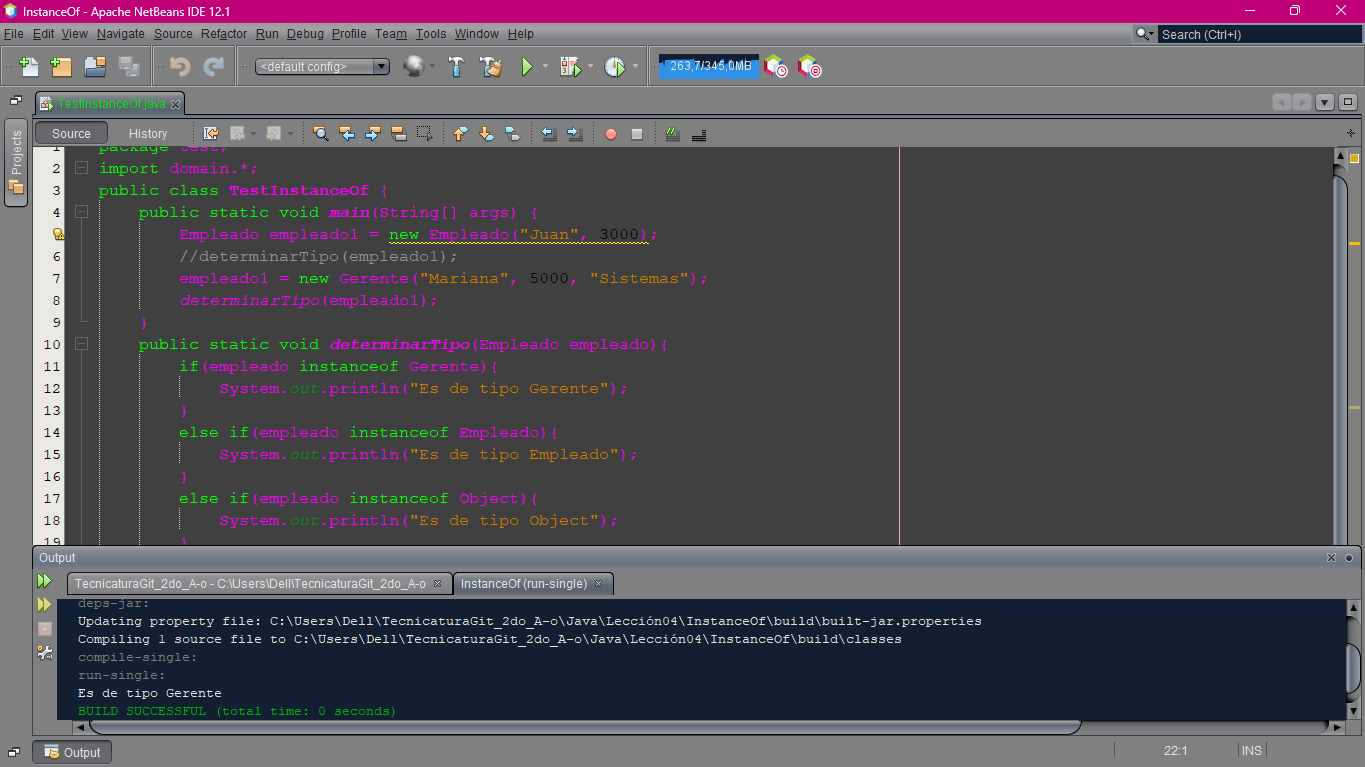 InstanceOf - Apache NetBeans IDE 12.1
File Edit View Navigate Source Refactor Run Debug Profile Team Tools Window Help
Search (Ctrl+I)
<default config>
263,7/345,0MB
TestInstanceOf.java
Projects
Source History
1 package test;
2 import domain.*;
3 public class TestInstanceOf {
4 public static void main(String[] args) {
Empleado empleado1 = new Empleado("Juan", 3000);
6 //determinarTipo(empleado1);
7 empleado1 = new Gerente("Mariana", 5000, "Sistemas");
8 determinarTipo(empleado1);
9 }
10 public static void determinarTipo(Empleado empleado){
11 if(empleado instanceof Gerente){
12 System.out.println("Es de tipo Gerente");
13 }
14 else if(empleado instanceof Empleado){
15 System.out.println("Es de tipo Empleado");
16 }
17 else if(empleado instanceof Object){
18 System.out.println("Es de tipo Object");
19 }
Output
TecnicaturaGit_2do_A-o - C:\Users\Dell\TecnicaturaGit_2do_A-o InstanceOf (run-single)
deps-jar:
Updating property file: C:\Users\Dell\TecnicaturaGit_2do_A-o\Java\Lección04\InstanceOf\build\built-jar.properties
Compiling 1 source file to C:\Users\Dell\TecnicaturaGit_2do_A-o\Java\Lección04\InstanceOf\build\classes
compile-single:
run-single:
Es de tipo Gerente
BUILD SUCCESSFUL (total time: 0 seconds)
Output
22:1 INS